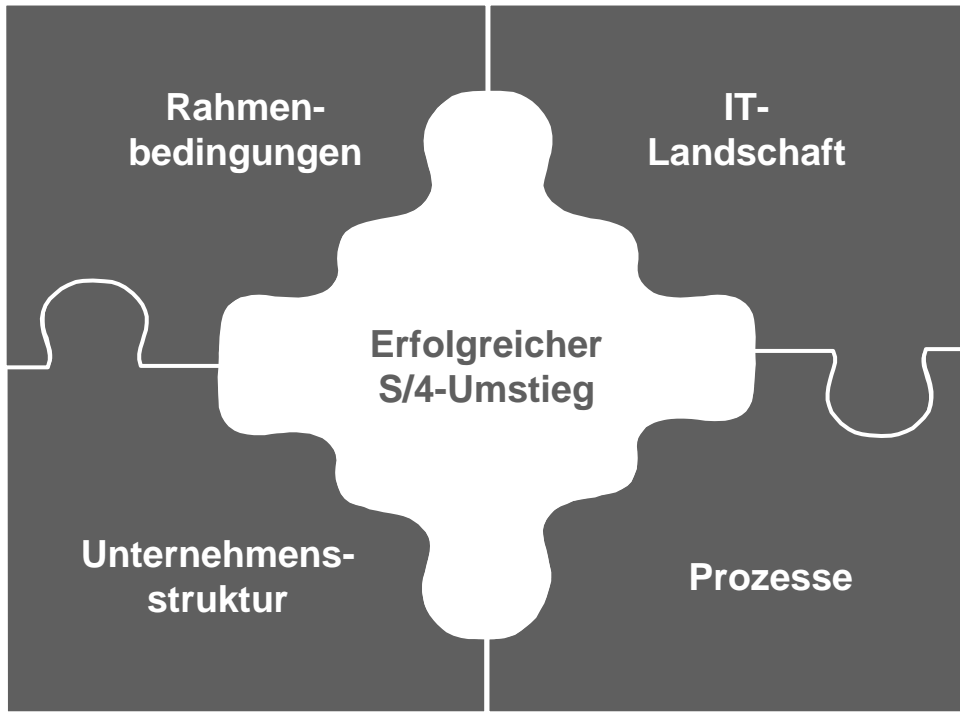 Rahmen-
bedingungen
IT-
Landschaft
Erfolgreicher
S/4-Umstieg
Unternehmens-
struktur
Prozesse